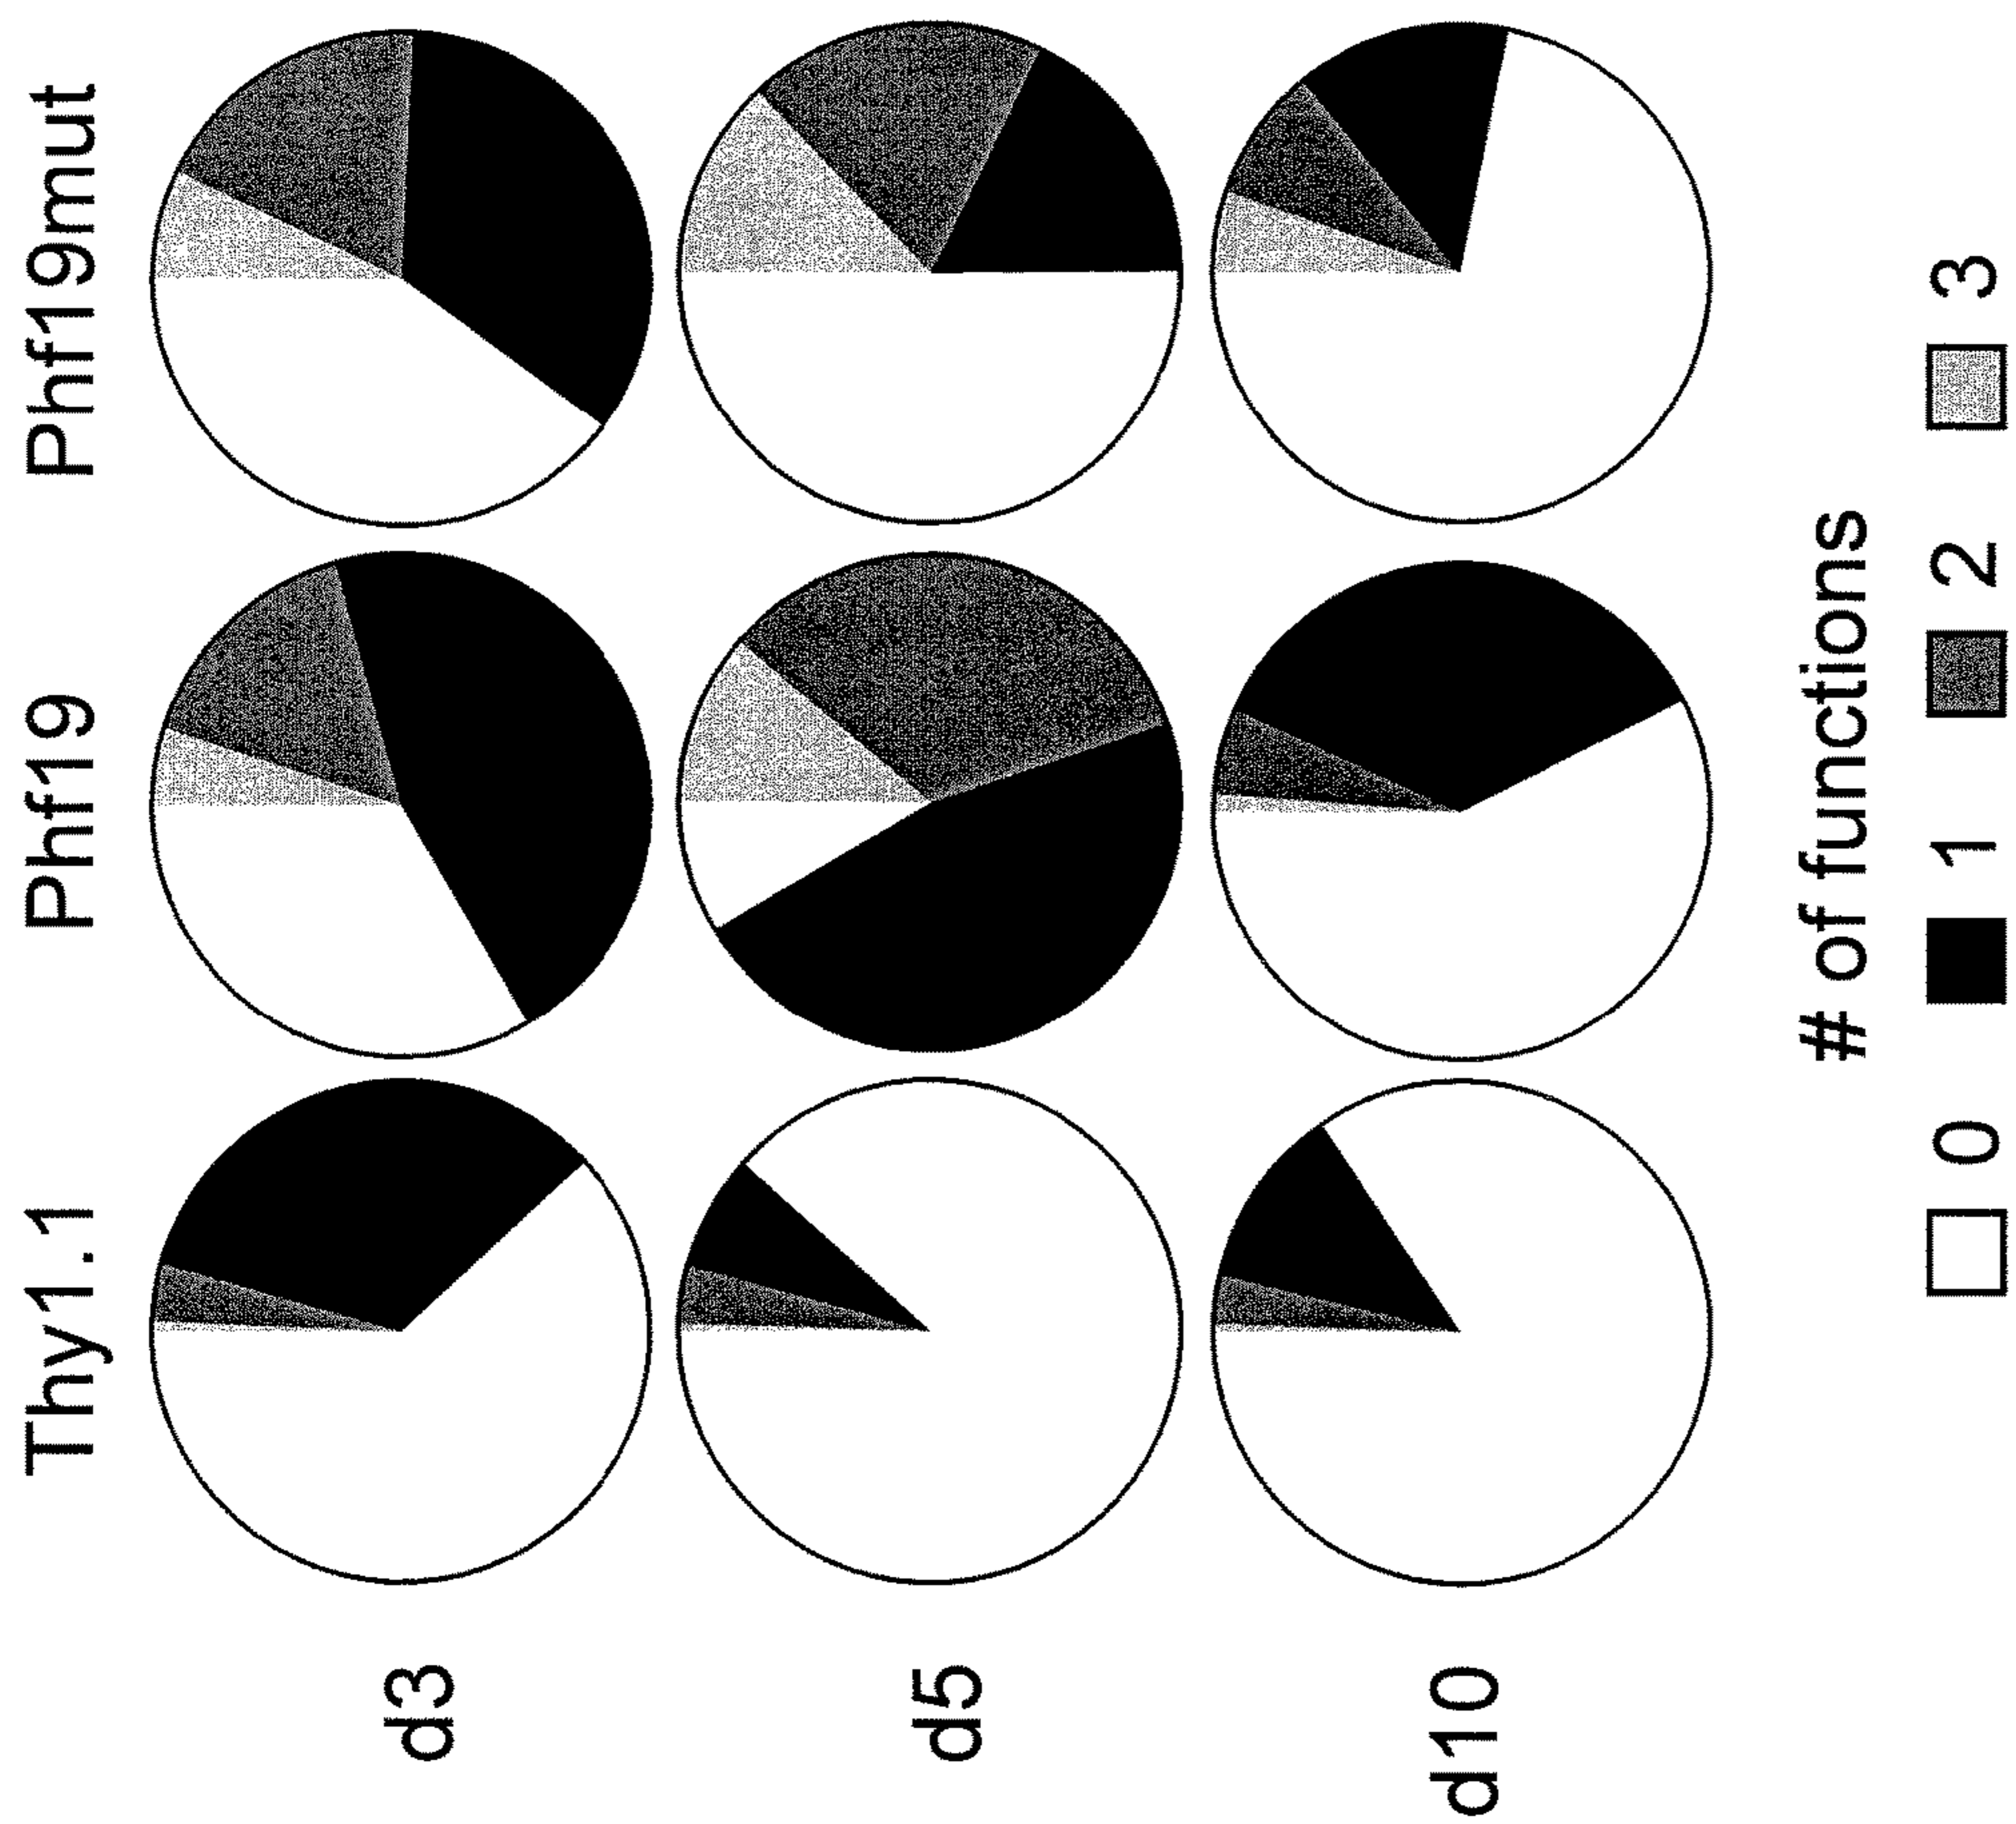 Thy1.1 Phf19 Phf19mut
d3
d5
d10
# of functions
0 1 2 3